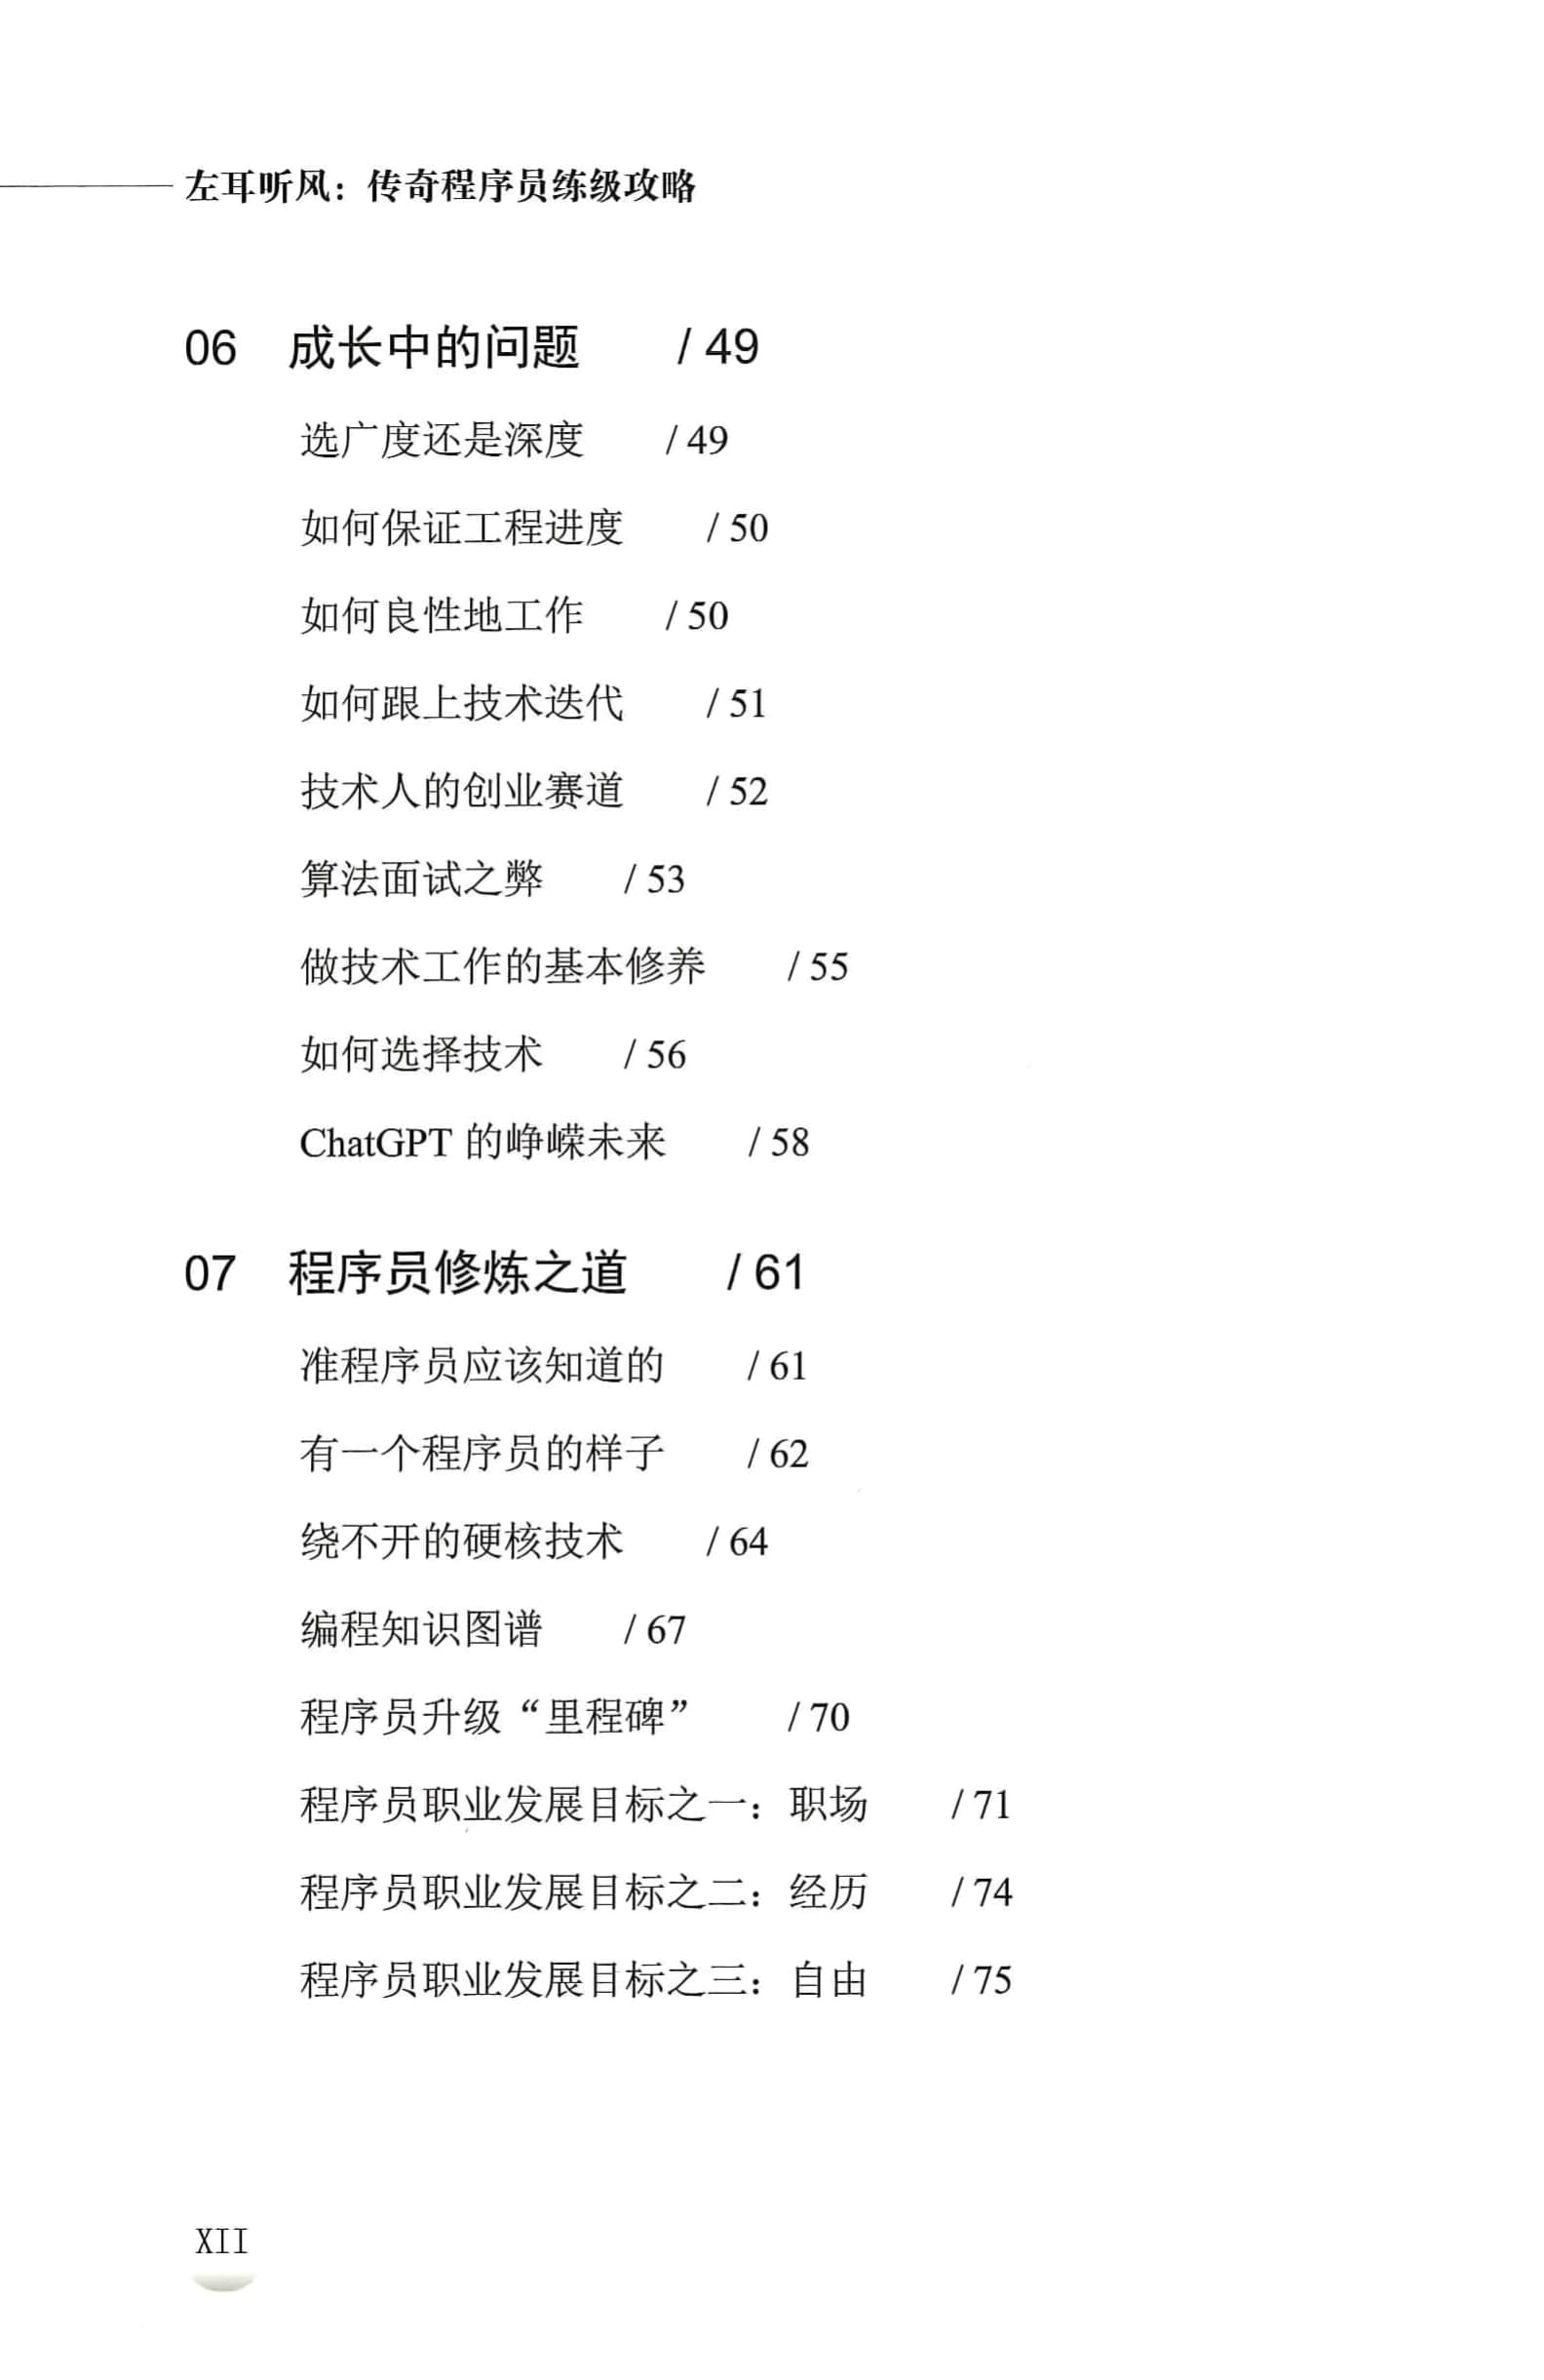 左耳听风：传奇程序员练级攻略
06 成长中的问题 / 49
选广度还是深度 / 49
如何保证工程进度 / 50
如何良性地工作 / 50
如何跟上技术迭代 / 51
技术人的创业赛道 / 52
算法面试之弊 / 53
做技术工作的基本修养 / 55
如何选择技术 / 56
ChatGPT 的峥嵘未来 / 58
07 程序员修炼之道 / 61
准程序员应该知道的 / 61
有一个程序员的样子 / 62
绕不开的硬核技术 / 64
编程知识图谱 / 67
程序员升级“里程碑” / 70
程序员职业发展目标之一：职场 / 71
程序员职业发展目标之二：经历 / 74
程序员职业发展目标之三：自由 / 75
XII